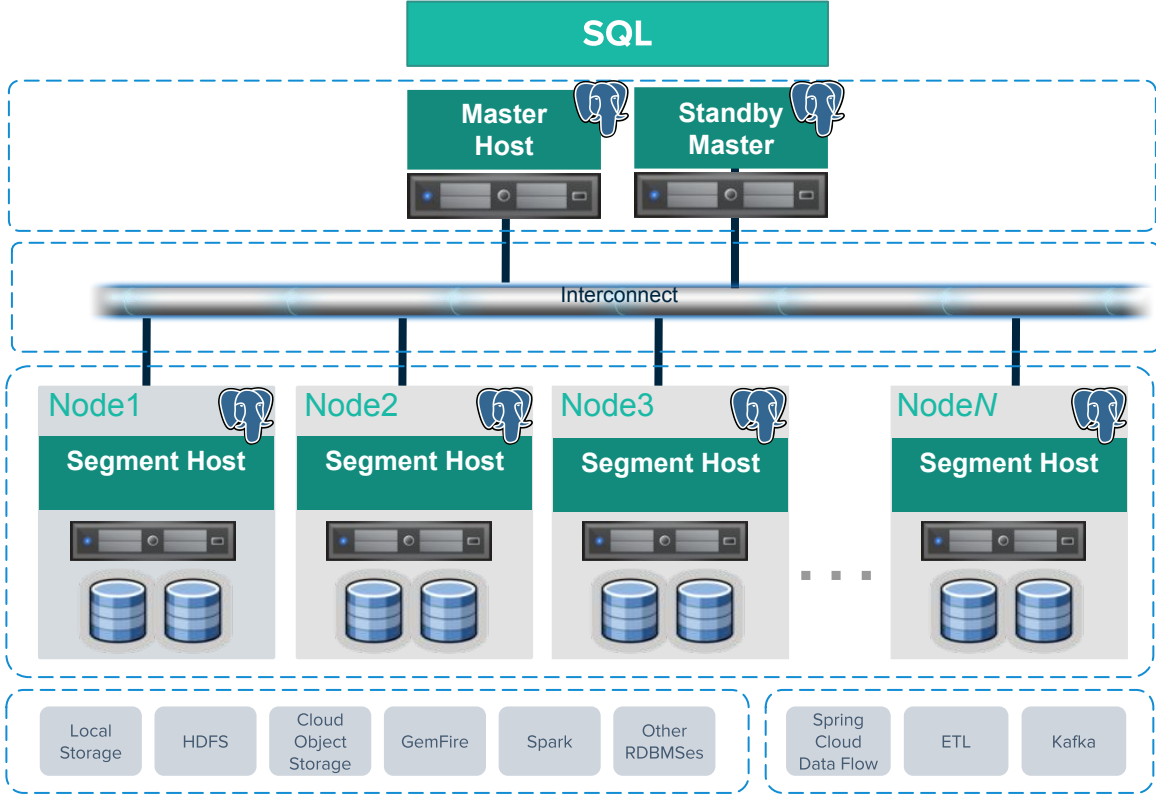 SQL
Master
Host
Standby
Master
Interconnect
Node1
Node2
Node3
NodeN
Segment Host
Segment Host
Segment Host
Segment Host
. . .
Local
Storage
HDFS
Cloud
Object
Storage
GemFire
Spark
Other
RDBMSes
Spring
Cloud
Data Flow
ETL
Kafka